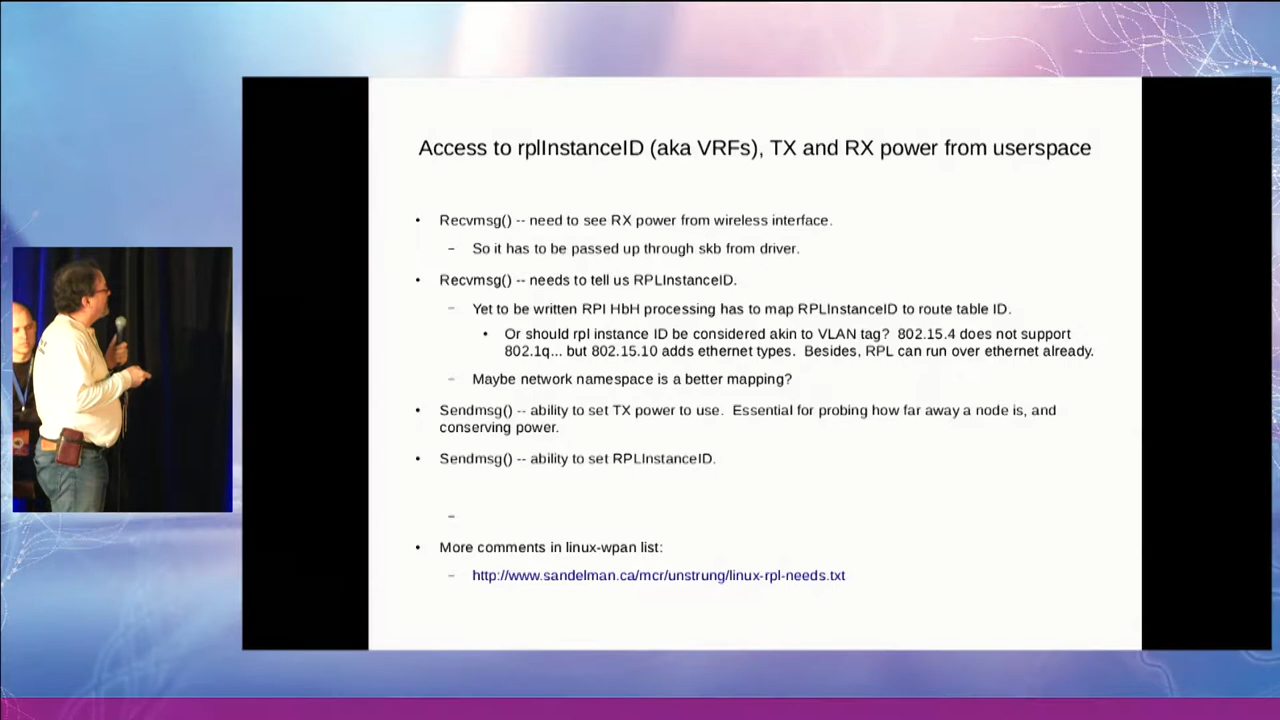 Access to rplInstanceID (aka VRFs), TX and RX power from userspace
• Recvmsg() -- need to see RX power from wireless interface.
– So it has to be passed up through skb from driver.
• Recvmsg() -- needs to tell us RPLInstanceID.
– Yet to be written RPI HbH processing has to map RPLInstanceID to route table ID.
• Or should rpl instance ID be considered akin to VLAN tag? 802.15.4 does not support
802.1q... but 802.15.10 adds ethernet types. Besides, RPL can run over ethernet already.
– Maybe network namespace is a better mapping?
• Sendmsg() -- ability to set TX power to use. Essential for probing how far away a node is, and
conserving power.
• Sendmsg() -- ability to set RPLInstanceID.
–
• More comments in linux-wpan list:
– http://www.sandelman.ca/mcr/unstrung/linux-rpl-needs.txt